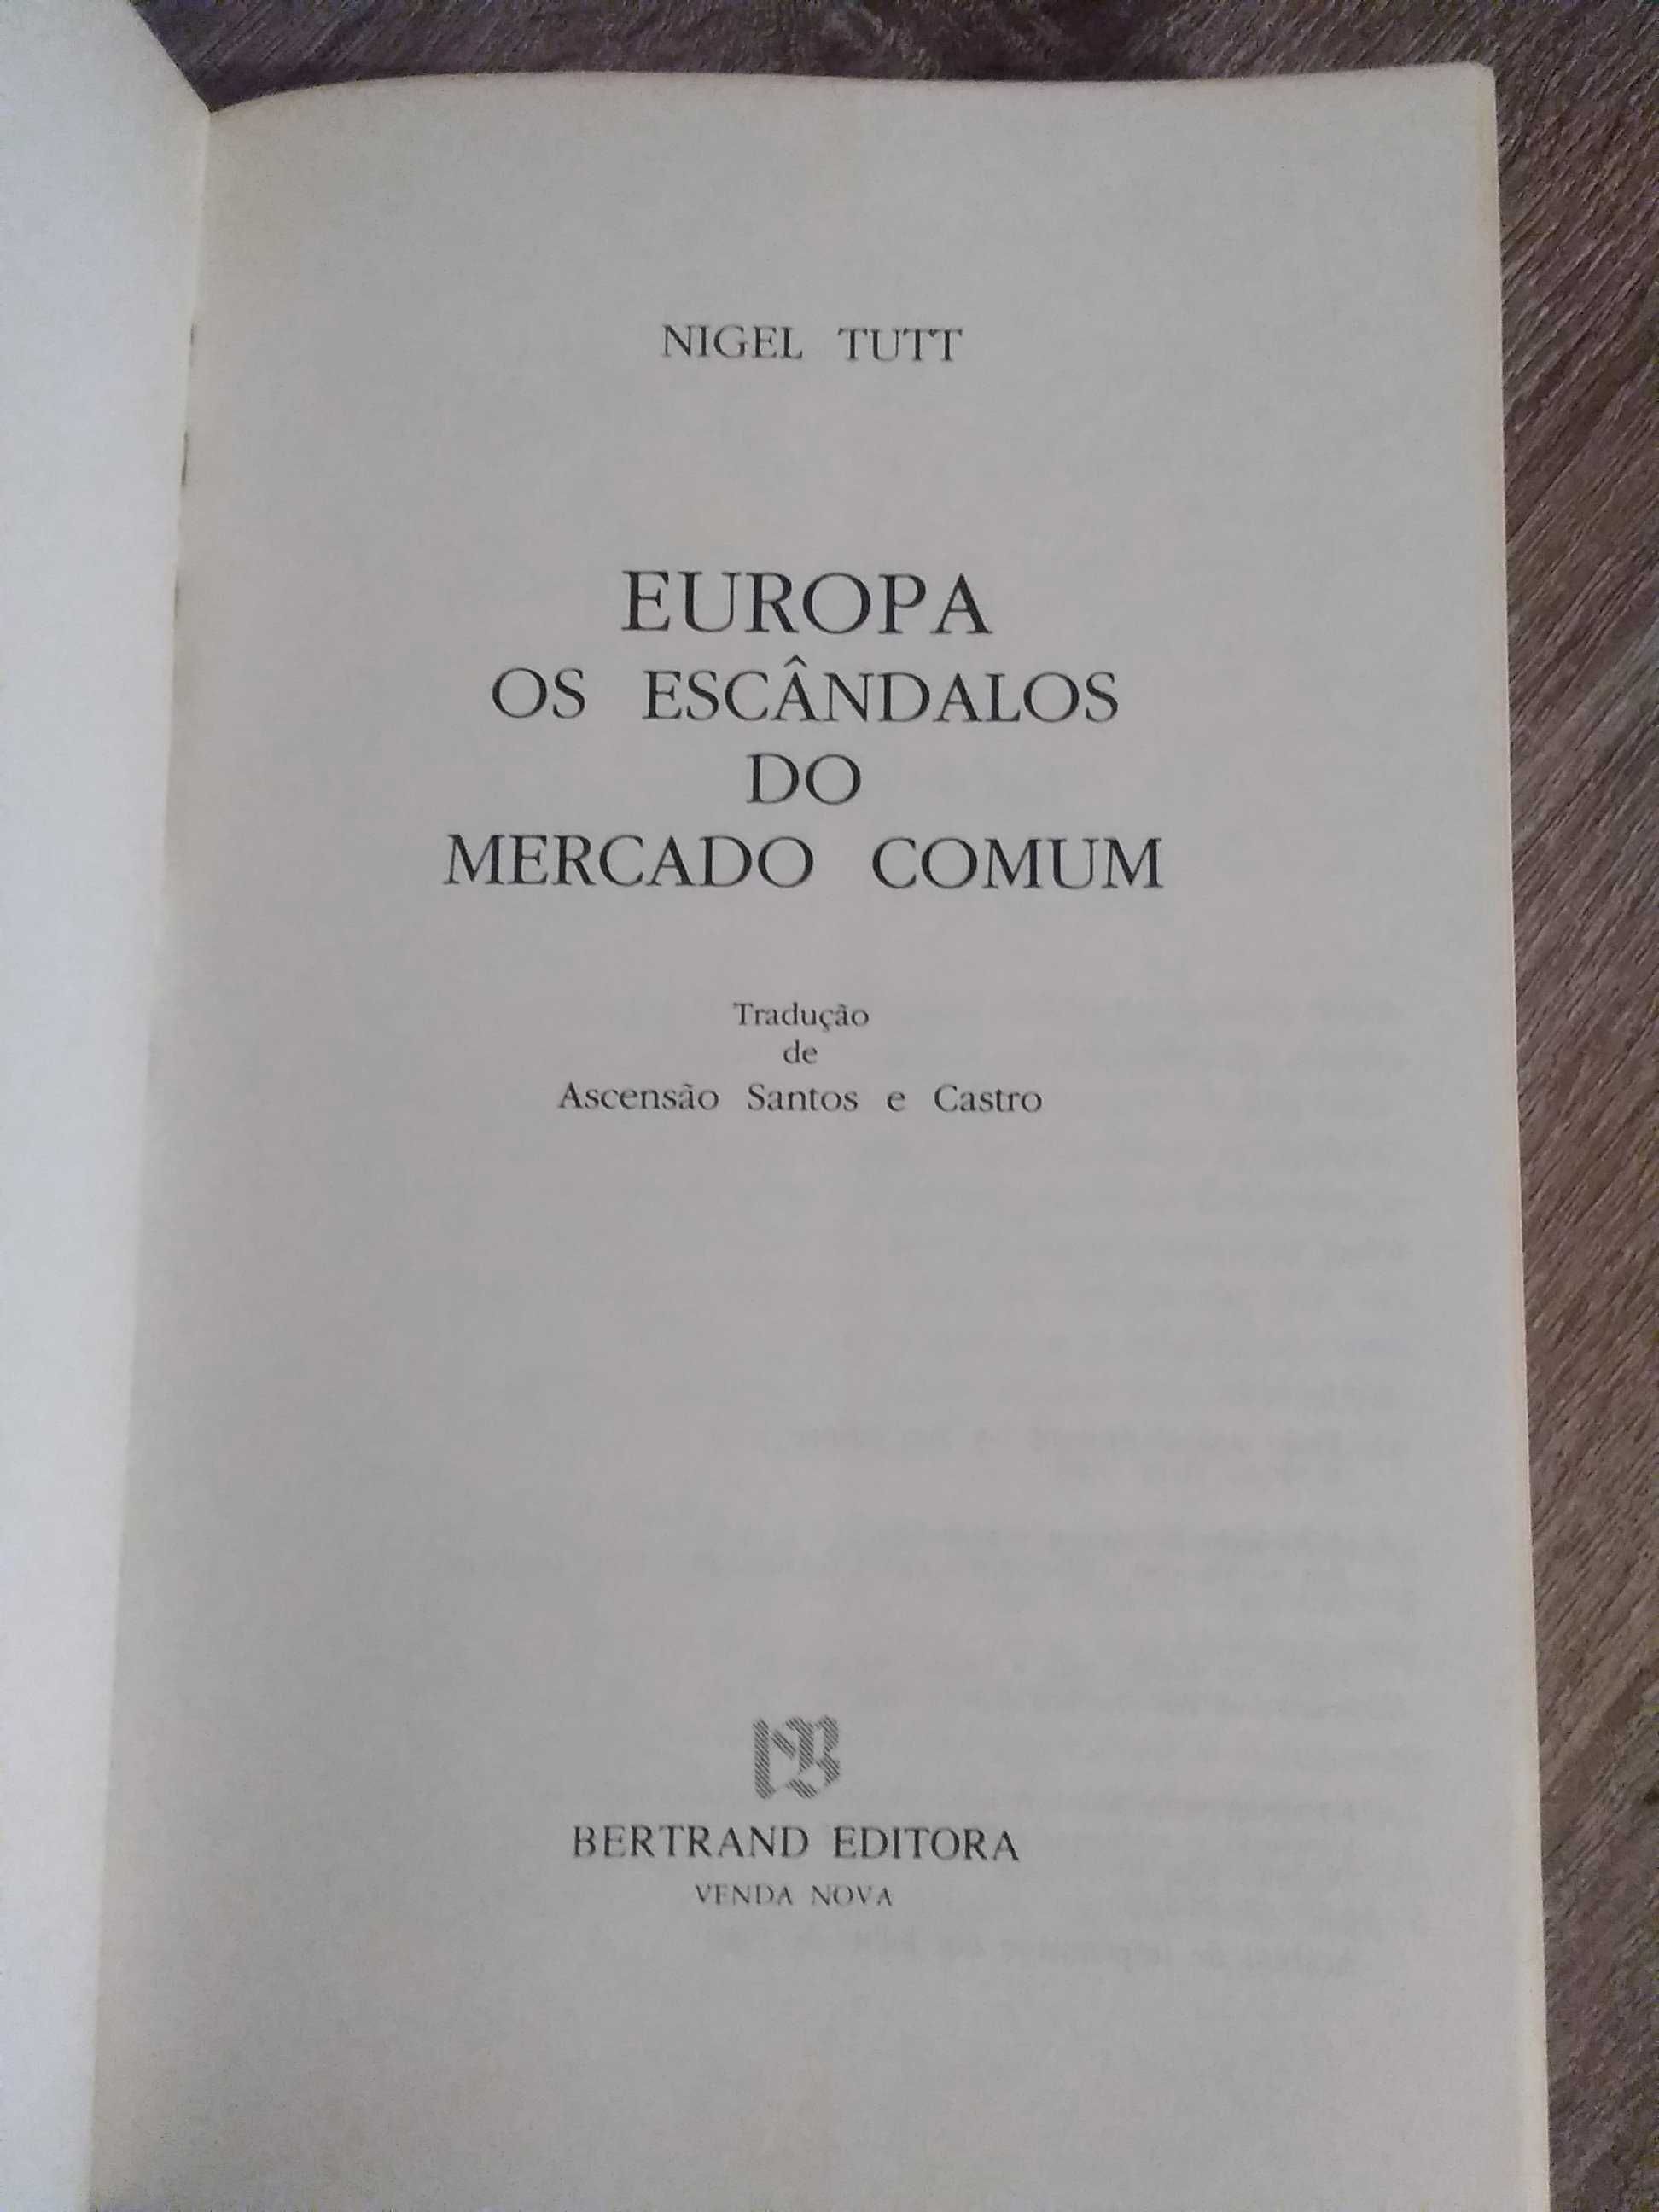 NIGEL TUTT
EUROPA
OS ESCÂNDALOS
DO
MERCADO COMUM
Tradução
de
Ascensão Santos e Castro
BERTRAND EDITORA
VENDA NOVA